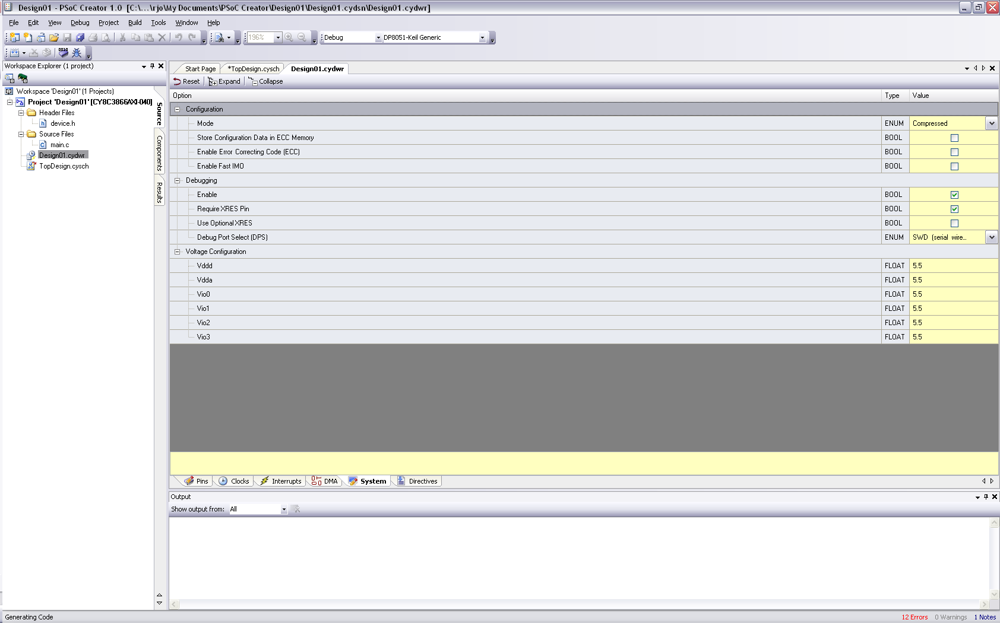 Design01 - PSoC Creator 1.0 [C:\...\rjo\My Documents\PSoC Creator\Design01\Design01.cydsn\Design01.cydwr]
File Edit View Debug Project Build Tools Window Help
196% Debug DP8051-Keil Generic
Workspace Explorer (1 project)
Workspace 'Design01' (1 Projects)
Project 'Design01' [CY8C3866AXI-040]
Header Files
device.h
Source Files
main.c
Design01.cydwr
TopDesign.cysch
Source
Components
Results
Start Page *TopDesign.cysch Design01.cydwr
Reset Expand Collapse
Option Type Value
Configuration
Mode ENUM Compressed
Store Configuration Data in ECC Memory BOOL
Enable Error Correcting Code (ECC) BOOL
Enable Fast IMO BOOL
Debugging
Enable BOOL
Require XRES Pin BOOL
Use Optional XRES BOOL
Debug Port Select (DPS) ENUM SWD (serial wire...
Voltage Configuration
Vddd FLOAT 5.5
Vdda FLOAT 5.5
Vio0 FLOAT 5.5
Vio1 FLOAT 5.5
Vio2 FLOAT 5.5
Vio3 FLOAT 5.5
Pins Clocks Interrupts DMA System Directives
Output
Show output from: All
Generating Code 12 Errors 0 Warnings 1 Notes